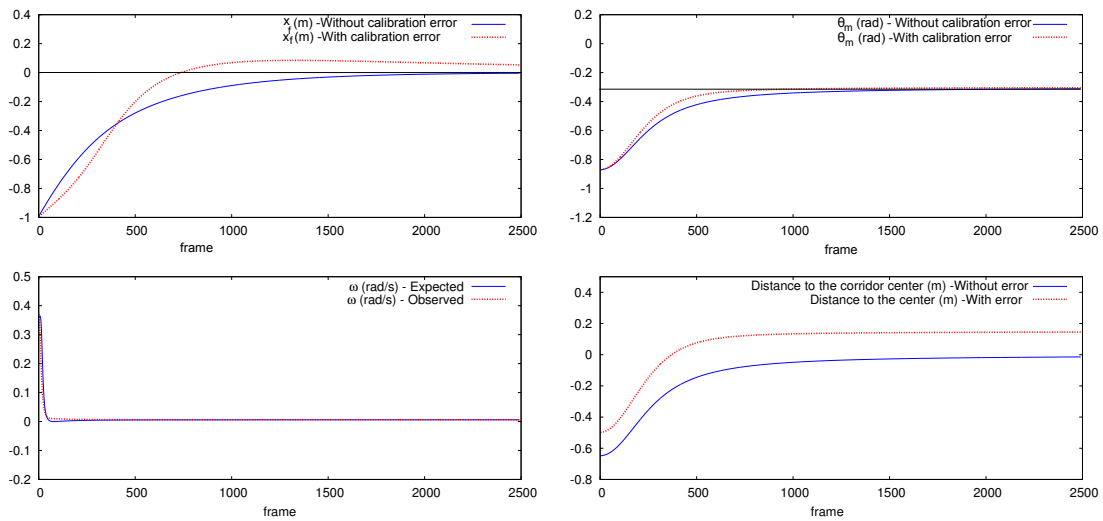 x_f (m) -Without calibration error
x_f (m) -With calibration error
0.4
0.2
0
-0.2
-0.4
-0.6
-0.8
-1
0 500 1000 1500 2000 2500
frame
θ_m (rad) - Without calibration error
θ_m (rad) -With calibration error
0.4
0.2
0
-0.2
-0.4
-0.6
-0.8
-1
-1.2
0 500 1000 1500 2000 2500
frame
ω (rad/s) - Expected
ω (rad/s) - Observed
0.5
0.4
0.3
0.2
0.1
0
-0.1
-0.2
0 500 1000 1500 2000 2500
frame
Distance to the corridor center (m) -Without error
Distance to the center (m) -With error
0.4
0.2
0
-0.2
-0.4
-0.6
-0.8
0 500 1000 1500 2000 2500
frame